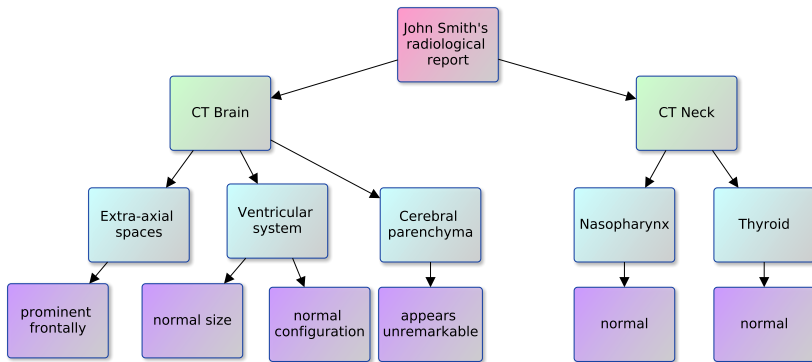 John Smith's
radiological
report
CT Brain
CT Neck
Extra-axial
spaces
Ventricular
system
Cerebral
parenchyma
Nasopharynx
Thyroid
prominent
frontally
normal size
normal
configuration
appears
unremarkable
normal
normal